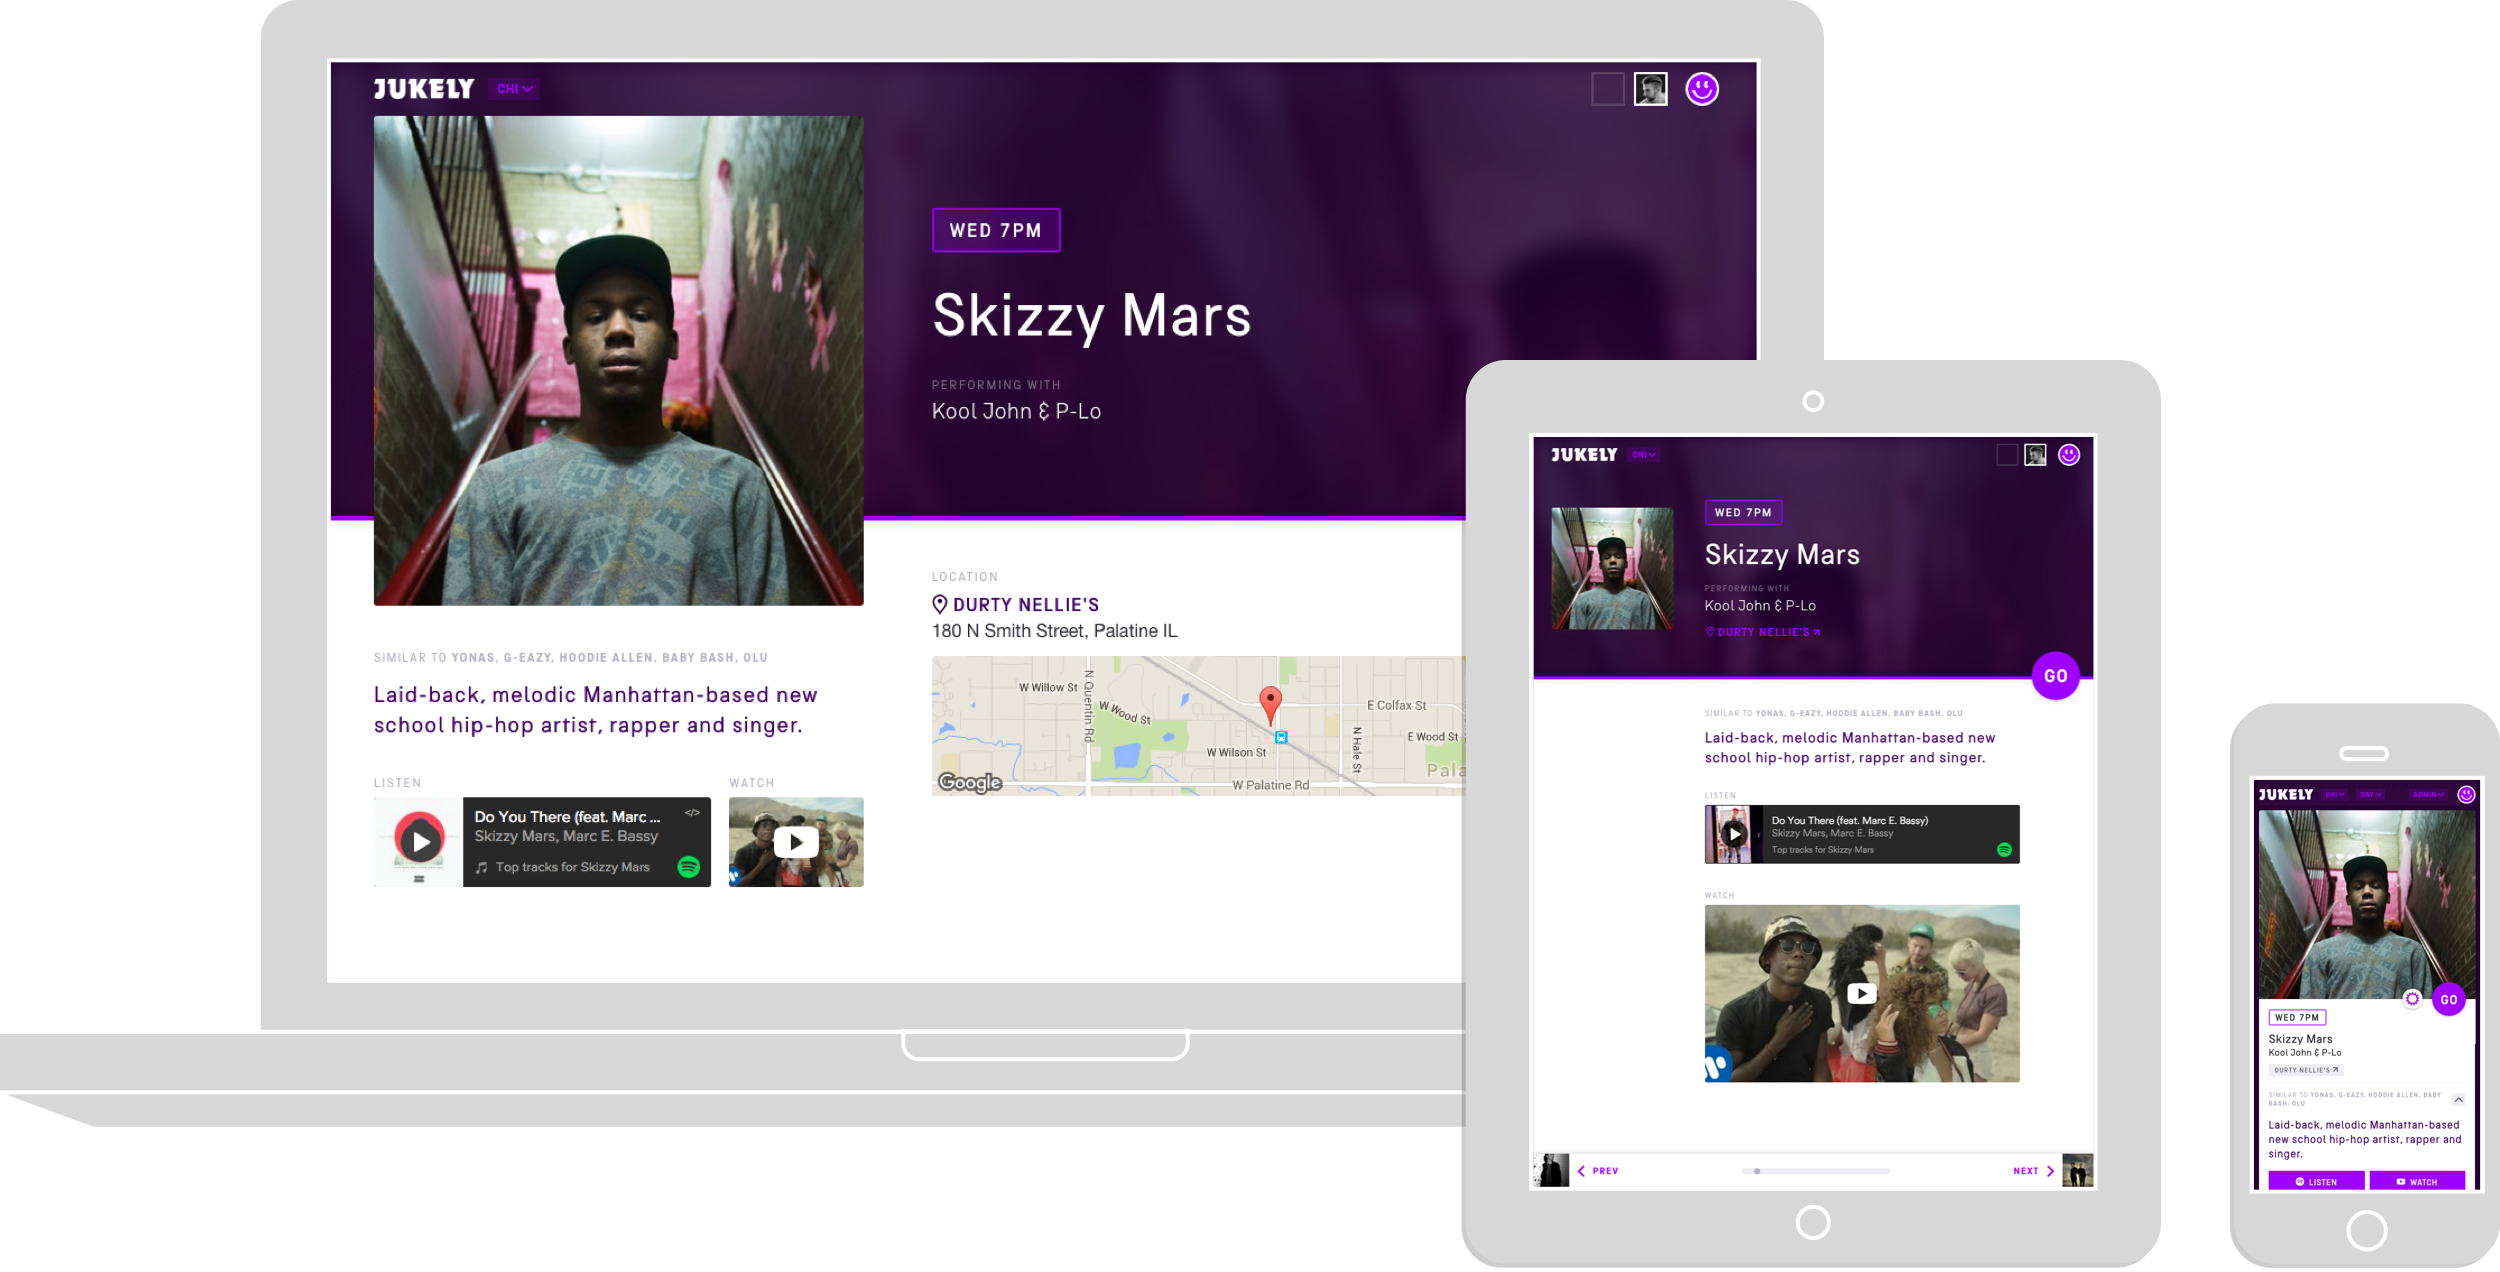 JUKELY CHI
WED 7PM
Skizzy Mars
PERFORMING WITH
Kool John & P-Lo
SIMILAR TO YONAS, G-EAZY, HOODIE ALLEN, BABY BASH, OLU
Laid-back, melodic Manhattan-based new
school hip-hop artist, rapper and singer.
LISTEN
Do You There (feat. Marc ...
</>
Skizzy Mars, Marc E. Bassy
Top tracks for Skizzy Mars
WATCH
LOCATION
DURTY NELLIE'S
180 N Smith Street, Palatine IL
W Willow St
N Quentin Rd
W Wood St
E Colfax St
E Wood St
W Wilson St
N Hale St
W Palatine Rd
Pala
Google
JUKELY CHI
WED 7PM
Skizzy Mars
PERFORMING WITH
Kool John & P-Lo
DURTY NELLIE'S
GO
SIMILAR TO YONAS, G-EAZY, HOODIE ALLEN, BABY BASH, OLU
Laid-back, melodic Manhattan-based new
school hip-hop artist, rapper and singer.
LISTEN
Do You There (feat. Marc E. Bassy)
Skizzy Mars, Marc E. Bassy
Top tracks for Skizzy Mars
WATCH
PREV
NEXT
JUKELY CHI DAY ADMIN
GO
WED 7PM
Skizzy Mars
Kool John & P-Lo
DURTY NELLIE'S
SIMILAR TO YONAS, G-EAZY, HOODIE ALLEN, BABY
BASH, OLU
Laid-back, melodic Manhattan-based
new school hip-hop artist, rapper and
singer.
LISTEN
WATCH